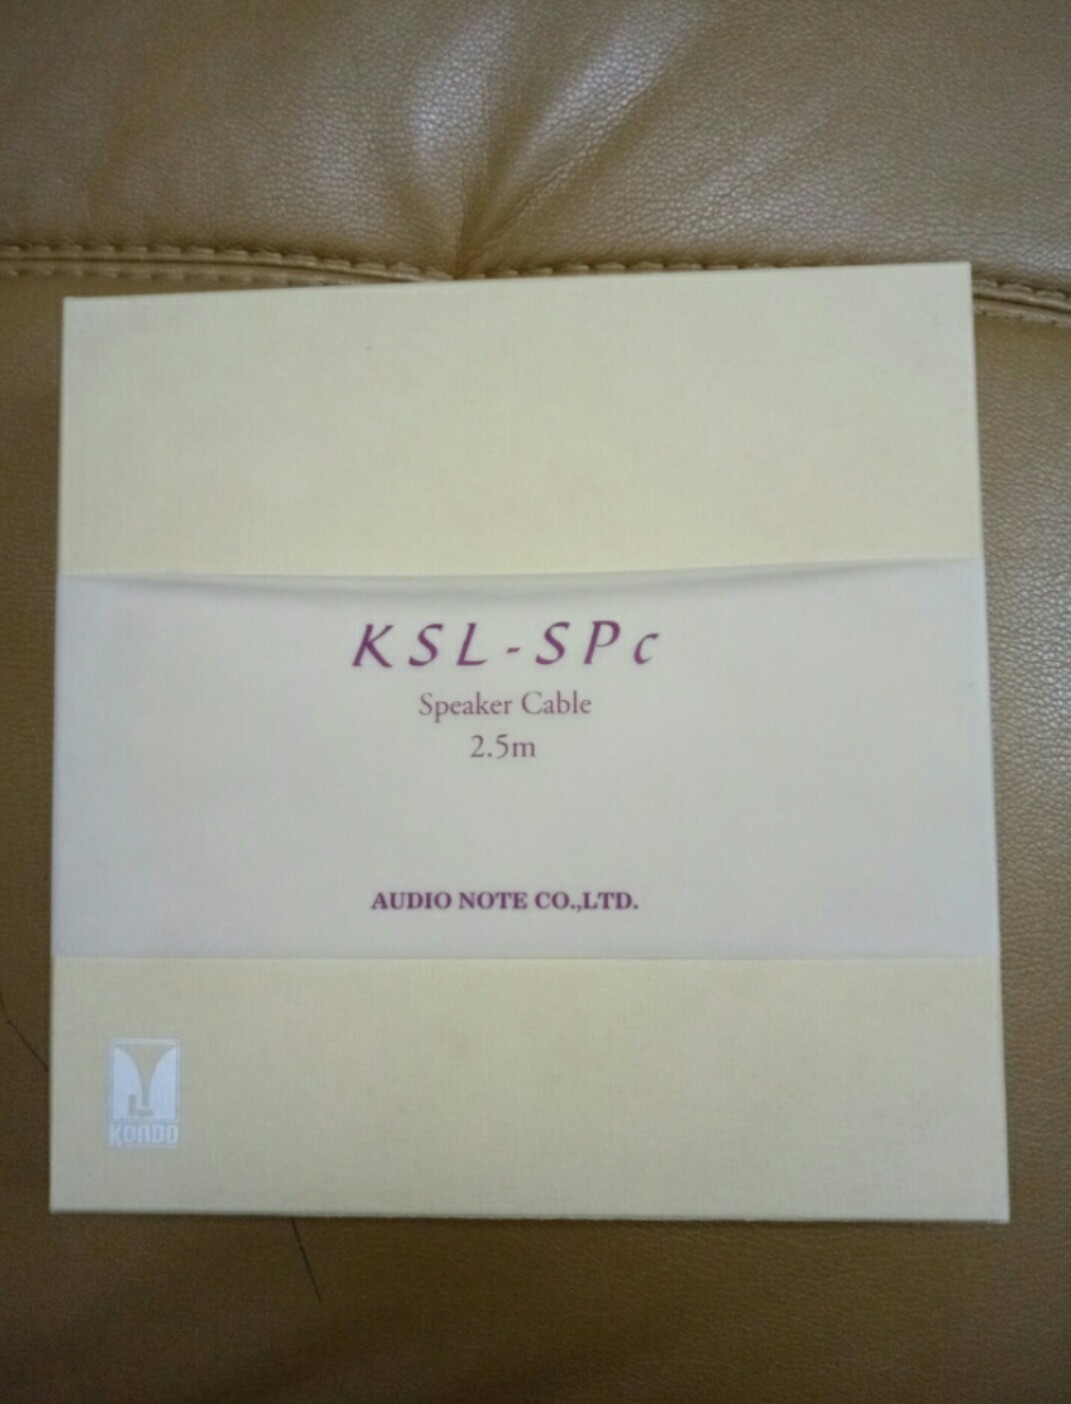 KSL-SPc
Speaker Cable
2.5m
AUDIO NOTE CO.,LTD.
KONDO